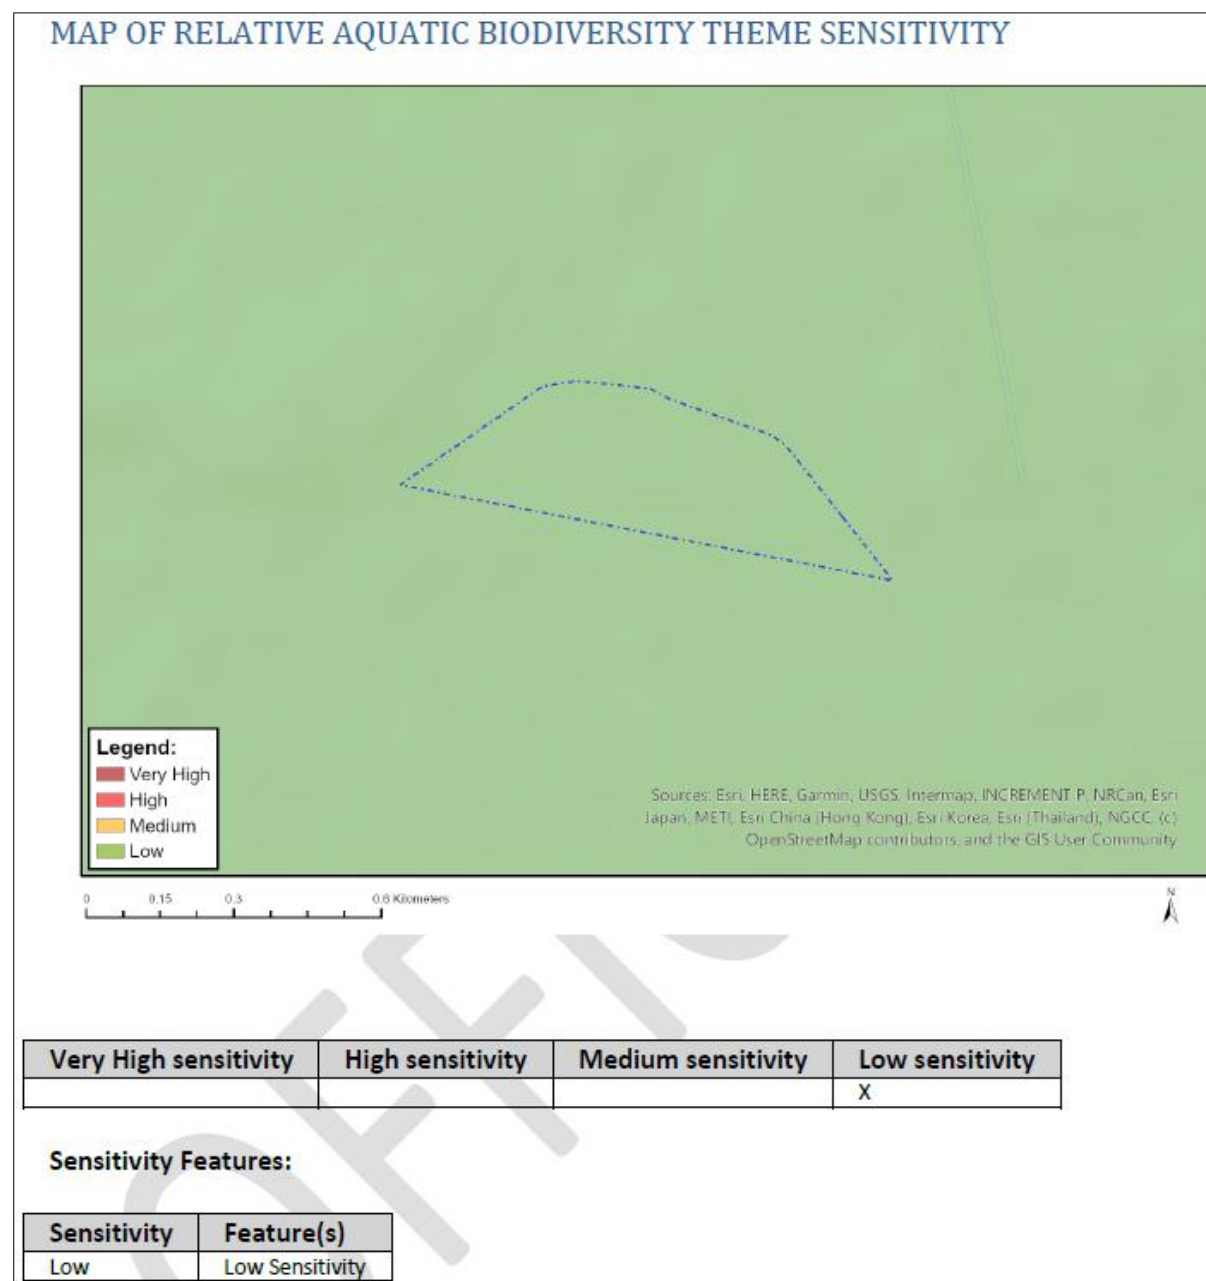 MAP OF RELATIVE AQUATIC BIODIVERSITY THEME SENSITIVITY
Legend:
Very High
High
Medium
Low
Sources: Esri, HERE, Garmin, USGS, Intermap, INCREMENT P, NRCan, Esri
Japan, METI, Esri China (Hong Kong), Esri Korea, Esri (Thailand), NGCC, (c)
OpenStreetMap contributors, and the GIS User Community
0 0.15 0.3 0.6 Kilometers
N
Very High sensitivity High sensitivity Medium sensitivity Low sensitivity
X
Sensitivity Features:
Sensitivity Feature(s)
Low Low Sensitivity